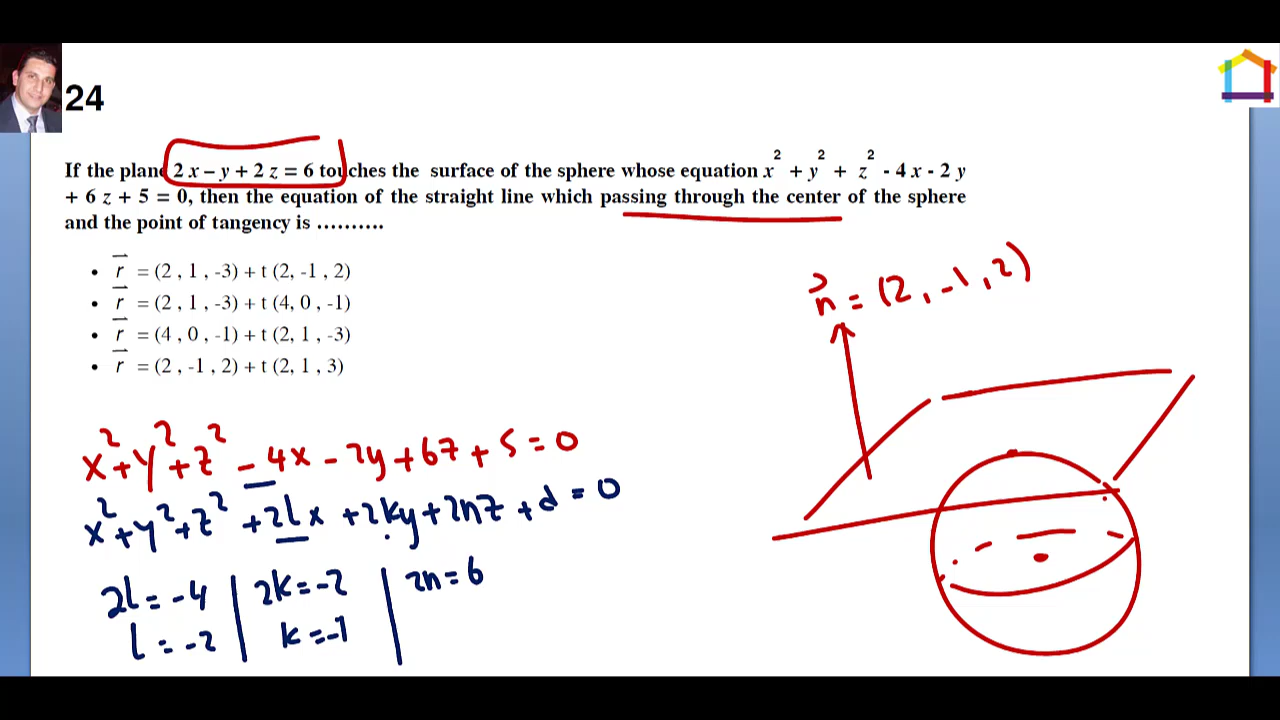 24
If the plane 2 x – y + 2 z = 6 touches the surface of the sphere whose equation x² + y² + z² - 4 x - 2 y
+ 6 z + 5 = 0, then the equation of the straight line which passing through the center of the sphere
and the point of tangency is ……….
• r⃗ = (2 , 1 , -3) + t (2, -1 , 2)
• r⃗ = (2 , 1 , -3) + t (4, 0 , -1)
• r⃗ = (4 , 0 , -1) + t (2, 1 , -3)
• r⃗ = (2 , -1 , 2) + t (2, 1 , 3)
n⃗ = (2 , -1 , 2)
x² + y² + z² - 4x - 2y + 6z + 5 = 0
x² + y² + z² + 2lx + 2ky + 2nz + d = 0
2l = -4 | 2k = -2 | 2n = 6
l = -2 | k = -1 |